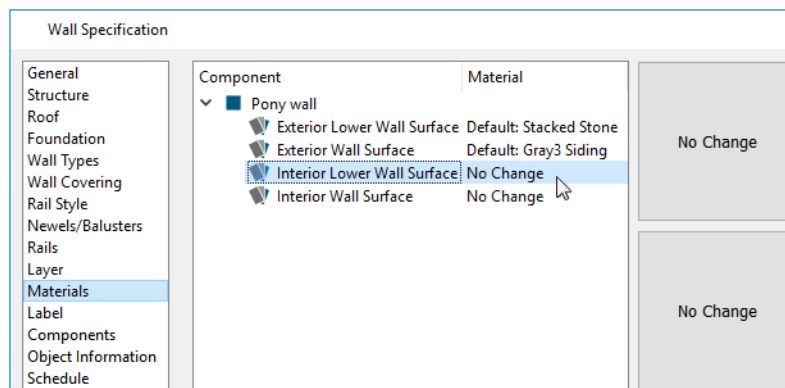 Wall Specification
General
Structure
Roof
Foundation
Wall Types
Wall Covering
Rail Style
Newels/Balusters
Rails
Layer
Materials
Label
Components
Object Information
Schedule
Component Material
Pony wall
Exterior Lower Wall Surface Default: Stacked Stone
Exterior Wall Surface Default: Gray3 Siding
Interior Lower Wall Surface No Change
Interior Wall Surface No Change
No Change
No Change